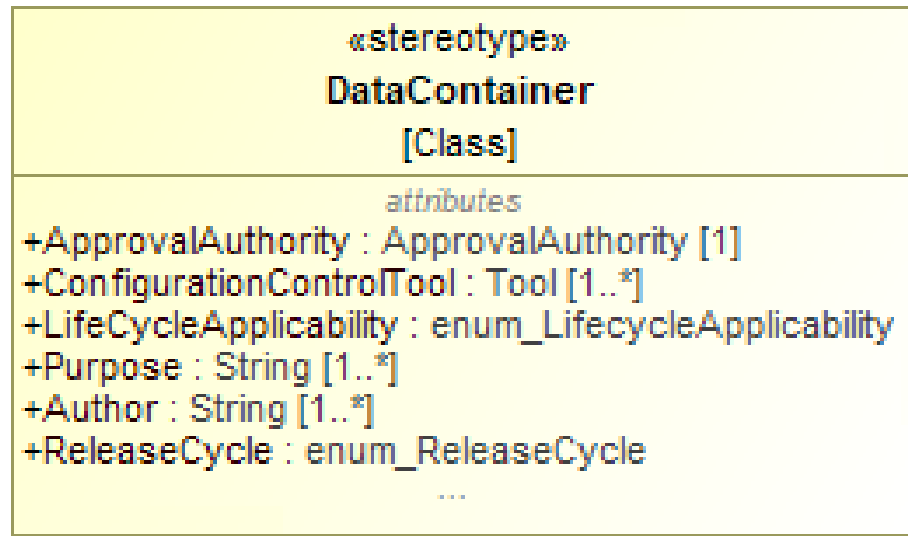 «stereotype»
DataContainer
[Class]
attributes
+ApprovalAuthority : ApprovalAuthority [1]
+ConfigurationControlTool : Tool [1..*]
+LifeCycleApplicability : enum_LifecycleApplicability
+Purpose : String [1..*]
+Author : String [1..*]
+ReleaseCycle : enum_ReleaseCycle
...